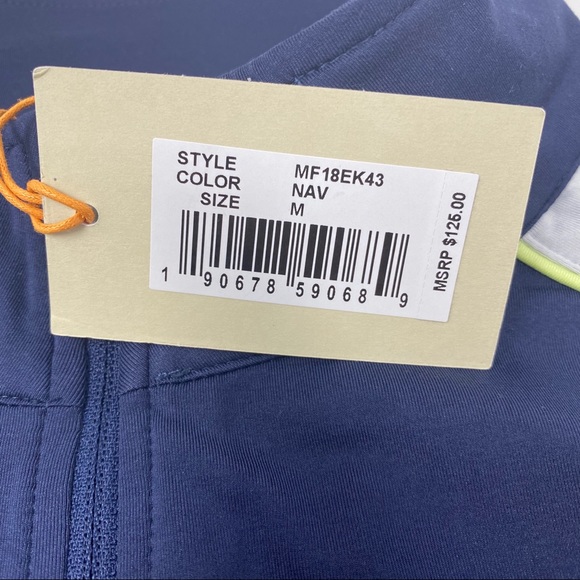 STYLE MF18EK43
COLOR NAV
SIZE M
1 90678 59068 9
MSRP $125.00